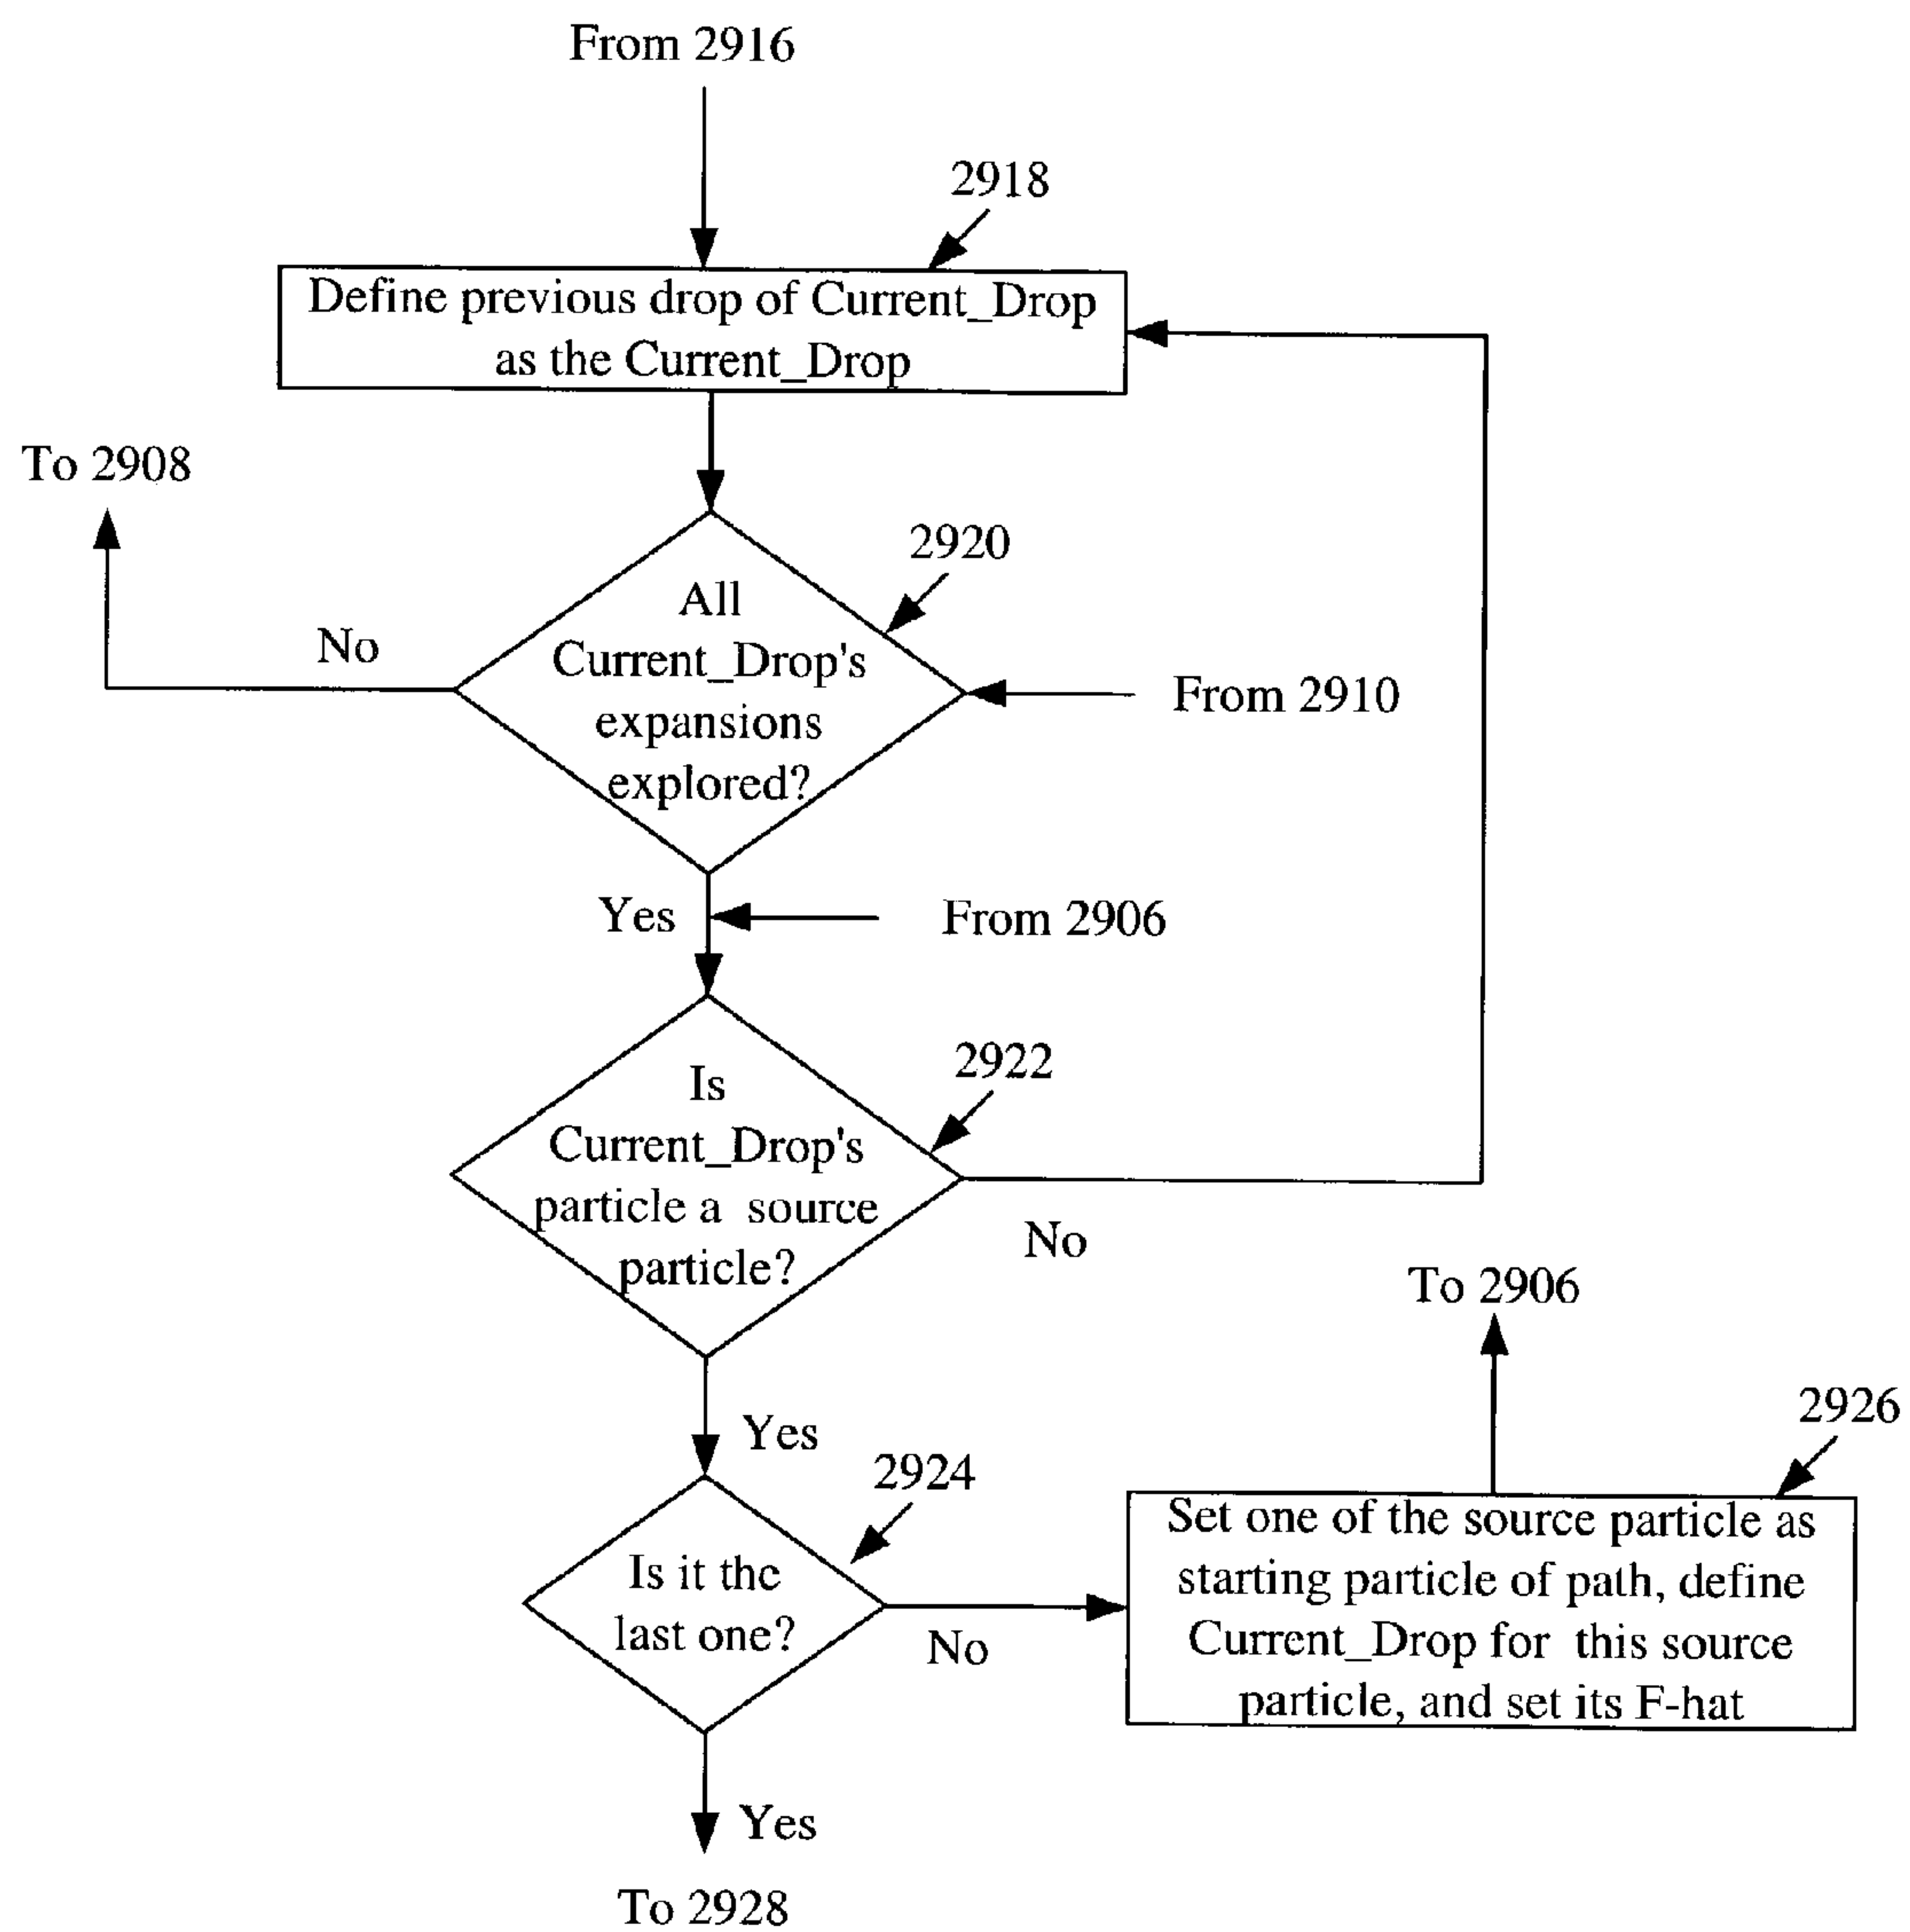 From 2916
2918
Define previous drop of Current_Drop
as the Current_Drop
To 2908
2920
All
Current_Drop's
expansions
explored?
No
From 2910
Yes
From 2906
2922
Is
Current_Drop's
particle a source
particle?
No
To 2906
2926
Yes
2924
Set one of the source particle as
starting particle of path, define
Current_Drop for this source
particle, and set its F-hat
Is it the
last one?
No
Yes
To 2928